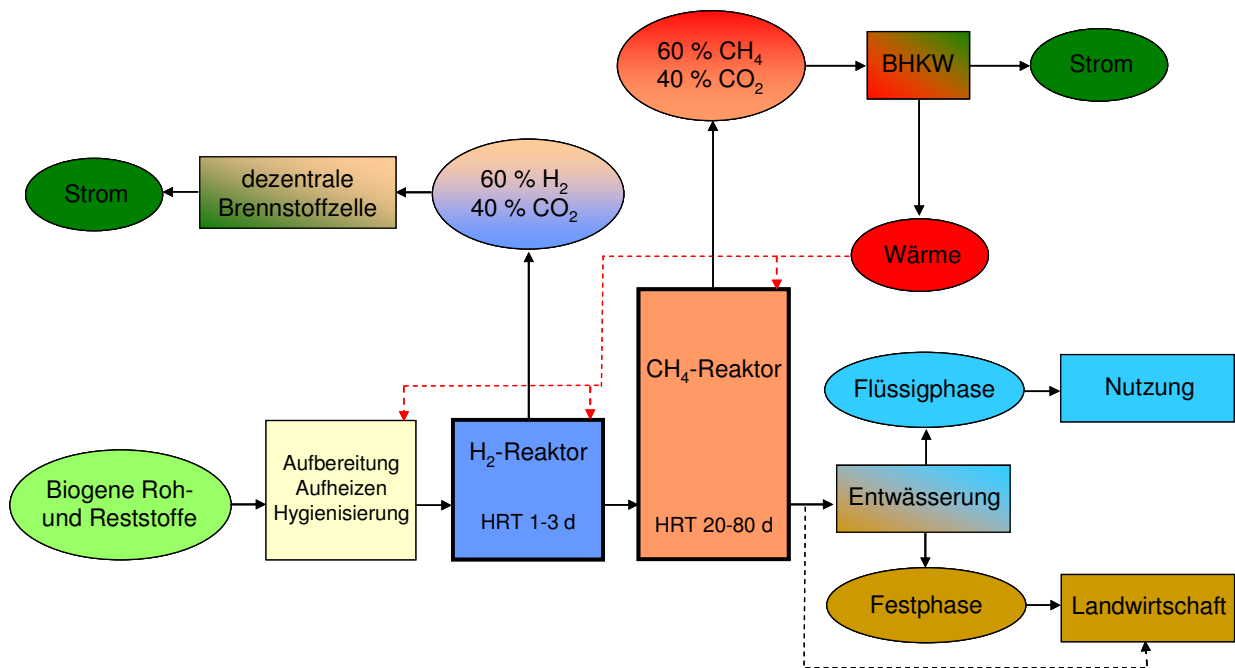 60 % CH₄
40 % CO₂
BHKW
Strom
Strom
dezentrale
Brennstoffzelle
60 % H₂
40 % CO₂
Wärme
CH₄-Reaktor
HRT 20-80 d
Flüssigphase
Nutzung
Biogene Roh-
und Reststoffe
Aufbereitung
Aufheizen
Hygienisierung
H₂-Reaktor
HRT 1-3 d
Entwässerung
Festphase
Landwirtschaft